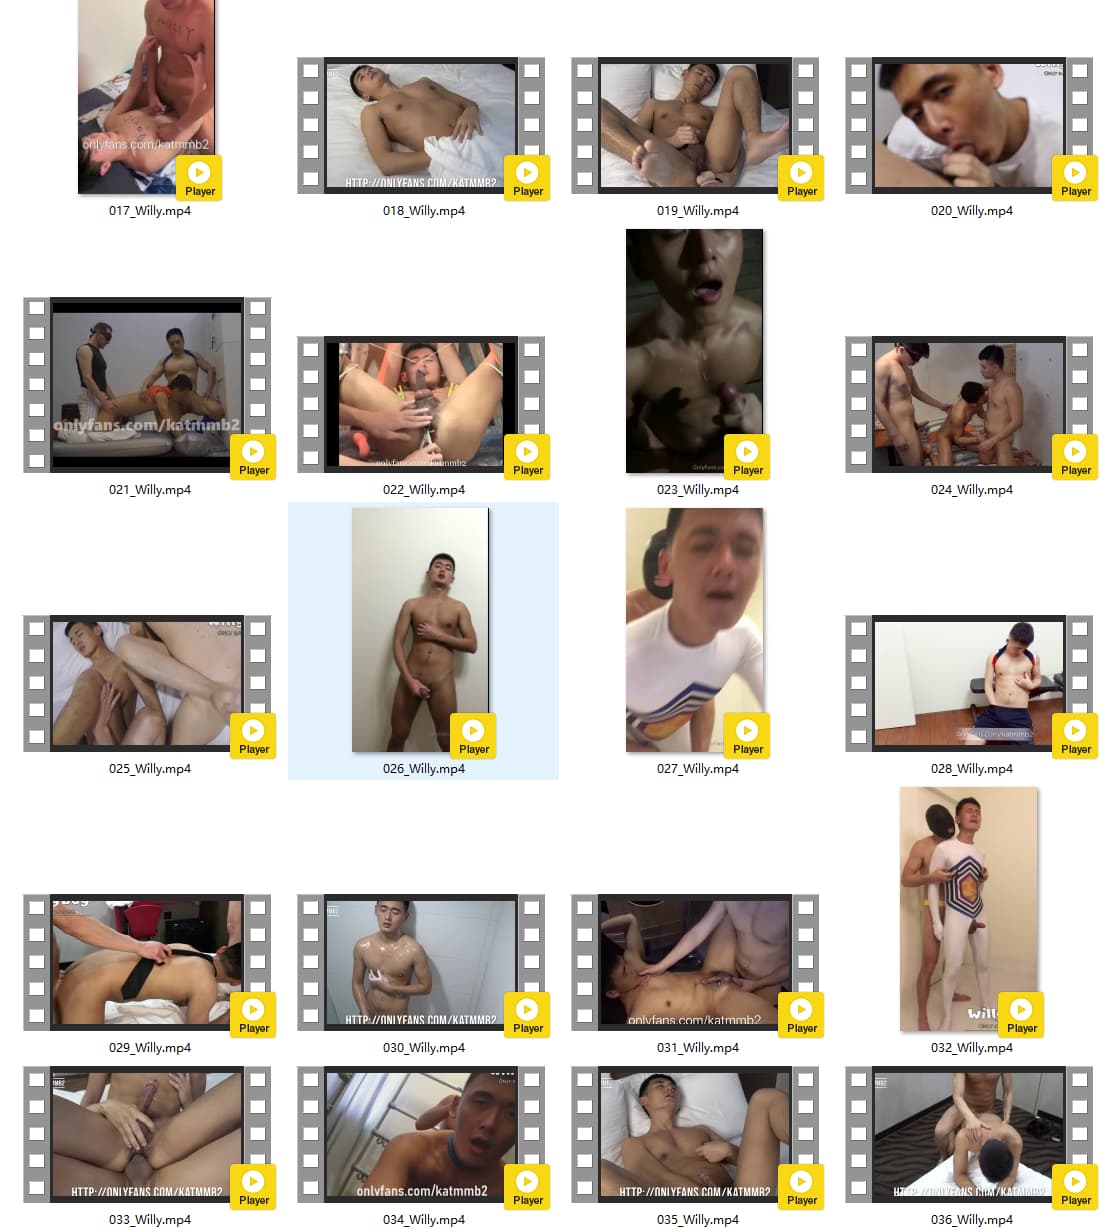 WILLY
onlyfans.com/katmmb2
Player
017_Willy.mp4
HTTP://ONLYFANS.COM/KATMMB2
Player
018_Willy.mp4
Player
019_Willy.mp4
Player
020_Willy.mp4
onlyfans.com/katmmb2
Player
021_Willy.mp4
onlyfans.com/katmmb2
Player
022_Willy.mp4
Player
023_Willy.mp4
Player
024_Willy.mp4
Player
025_Willy.mp4
Player
026_Willy.mp4
Player
027_Willy.mp4
onlyfans.com/katmmb2
Player
028_Willy.mp4
Player
029_Willy.mp4
HTTP://ONLYFANS.COM/KATMMB2
Player
030_Willy.mp4
onlyfans.com/katmmb2
Player
031_Willy.mp4
Player
032_Willy.mp4
HTTP://ONLYFANS.COM/KATMMB2
Player
033_Willy.mp4
onlyfans.com/katmmb2
Player
034_Willy.mp4
HTTP://ONLYFANS.COM/KATMMB2
Player
035_Willy.mp4
HTTP://ONLYFANS.COM/KATMMB2
Player
036_Willy.mp4